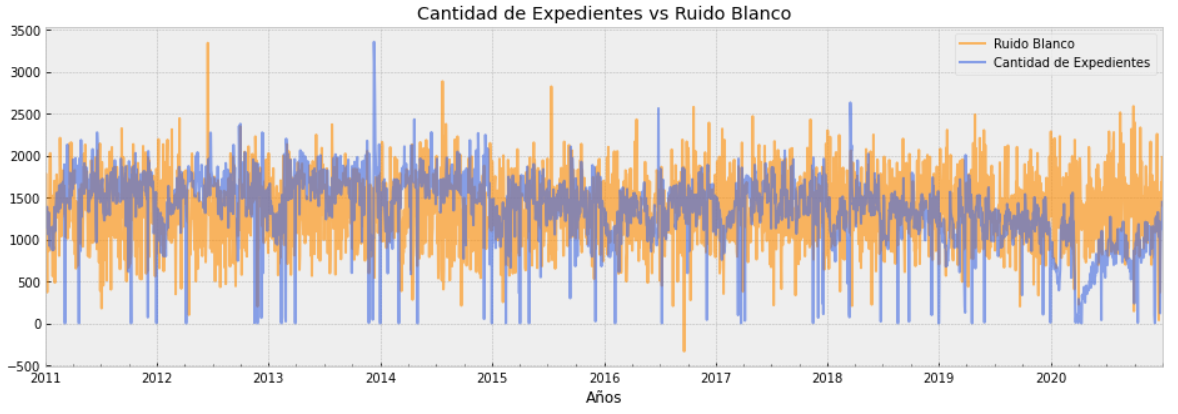 Cantidad de Expedientes vs Ruido Blanco
3500
3000
2500
2000
1500
1000
500
0
−500
Ruido Blanco
Cantidad de Expedientes
2011 2012 2013 2014 2015 2016 2017 2018 2019 2020
Años